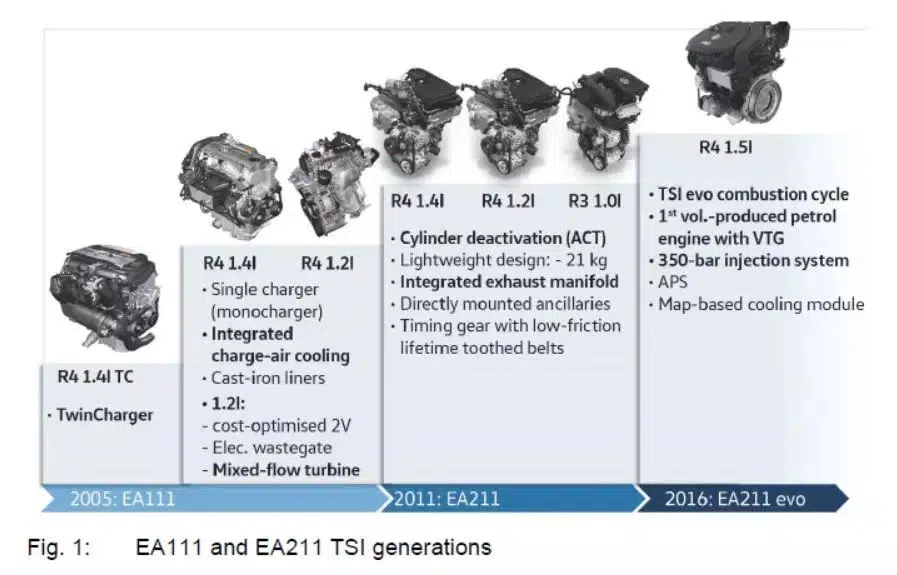 R4 1.4l TC
· TwinCharger
R4 1.4l R4 1.2l
· Single charger
(monocharger)
· Integrated
charge-air cooling
· Cast-iron liners
· 1.2l:
- cost-optimised 2V
- Elec. wastegate
- Mixed-flow turbine
R4 1.4l R4 1.2l R3 1.0l
· Cylinder deactivation (ACT)
· Lightweight design: - 21 kg
· Integrated exhaust manifold
· Directly mounted ancillaries
· Timing gear with low-friction
lifetime toothed belts
R4 1.5l
· TSI evo combustion cycle
· 1st vol.-produced petrol
engine with VTG
· 350-bar injection system
· APS
· Map-based cooling module
2005: EA111
2011: EA211
2016: EA211 evo
Fig. 1: EA111 and EA211 TSI generations